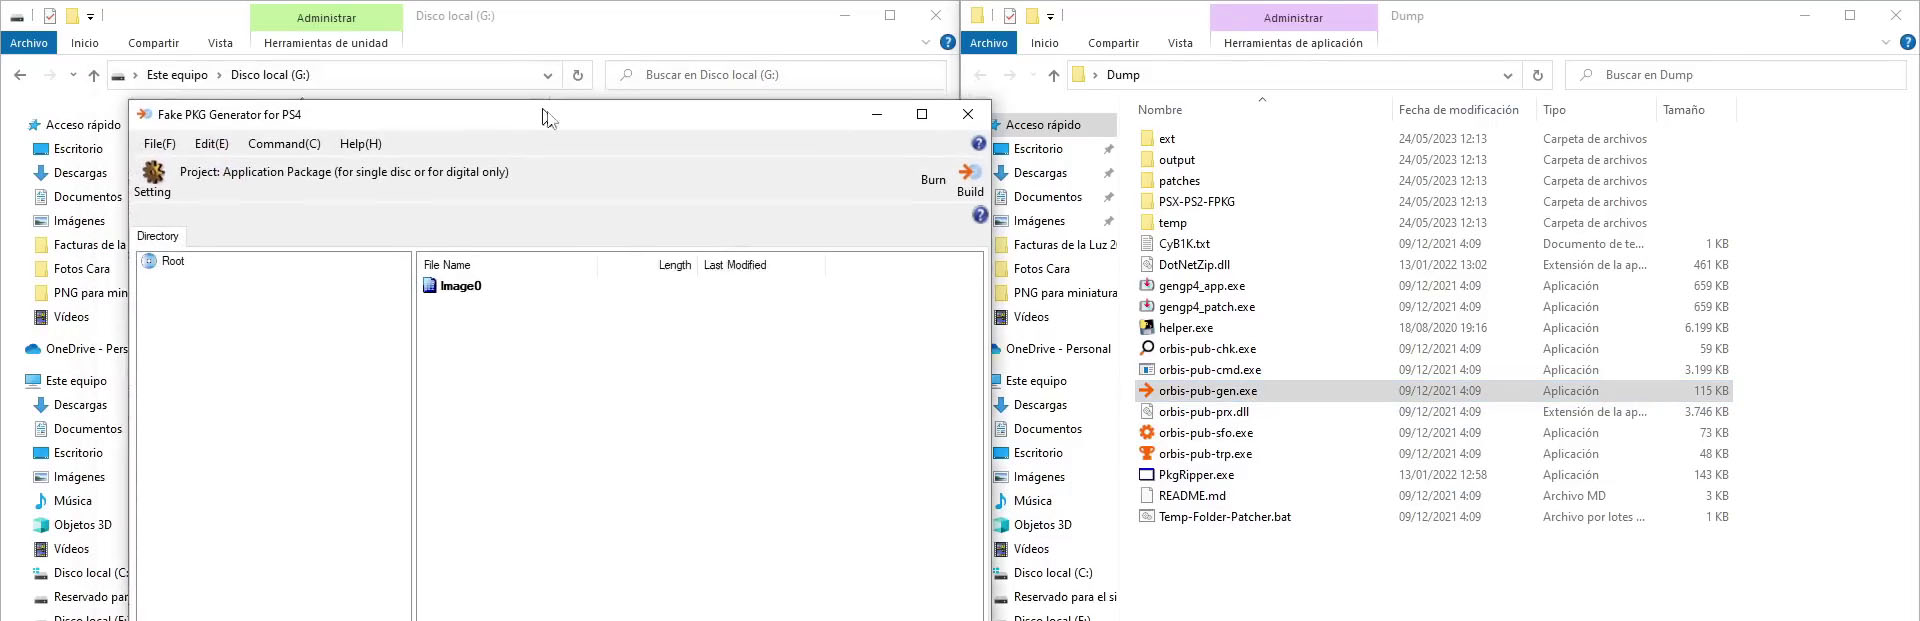 Administrar
Disco local (G:)
Archivo
Inicio
Compartir
Vista
Herramientas de unidad
Este equipo
Disco local (G:)
Buscar en Disco local (G:)
Acceso rápido
Escritorio
Descargas
Documentos
Imágenes
Facturas de la
Fotos Cara
PNG para min
Vídeos
OneDrive - Pers
Este equipo
Descargas
Documentos
Escritorio
Imágenes
Música
Objetos 3D
Vídeos
Disco local (C:
Reservado par
Disco local (E:
Fake PKG Generator for PS4
File(F)
Edit(E)
Command(C)
Help(H)
Setting
Project: Application Package (for single disc or for digital only)
Burn
Build
Directory
Root
File Name
Length
Last Modified
Image0
Administrar
Dump
Archivo
Inicio
Compartir
Vista
Herramientas de aplicación
Dump
Buscar en Dump
Acceso rápido
Escritorio
Descargas
Documentos
Imágenes
Facturas de la Luz 2
Fotos Cara
PNG para miniatura
Vídeos
OneDrive - Personal
Este equipo
Descargas
Documentos
Escritorio
Imágenes
Música
Objetos 3D
Vídeos
Disco local (C:)
Reservado para el si
Disco local (E:)
Nombre Fecha de modificación Tipo Tamaño
ext 24/05/2023 12:13 Carpeta de archivos
output 24/05/2023 12:13 Carpeta de archivos
patches 24/05/2023 12:13 Carpeta de archivos
PSX-PS2-FPKG 24/05/2023 12:13 Carpeta de archivos
temp 24/05/2023 12:13 Carpeta de archivos
CyB1K.txt 09/12/2021 4:09 Documento de te... 1 KB
DotNetZip.dll 13/01/2022 13:02 Extensión de la ap... 461 KB
gengp4_app.exe 09/12/2021 4:09 Aplicación 659 KB
gengp4_patch.exe 09/12/2021 4:09 Aplicación 659 KB
helper.exe 18/08/2020 19:16 Aplicación 6.199 KB
orbis-pub-chk.exe 09/12/2021 4:09 Aplicación 59 KB
orbis-pub-cmd.exe 09/12/2021 4:09 Aplicación 3.199 KB
orbis-pub-gen.exe 09/12/2021 4:09 Aplicación 115 KB
orbis-pub-prx.dll 09/12/2021 4:09 Extensión de la ap... 3.746 KB
orbis-pub-sfo.exe 09/12/2021 4:09 Aplicación 73 KB
orbis-pub-trp.exe 09/12/2021 4:09 Aplicación 48 KB
PkgRipper.exe 13/01/2022 12:58 Aplicación 143 KB
README.md 09/12/2021 4:09 Archivo MD 3 KB
Temp-Folder-Patcher.bat 09/12/2021 4:09 Archivo por lotes ... 1 KB